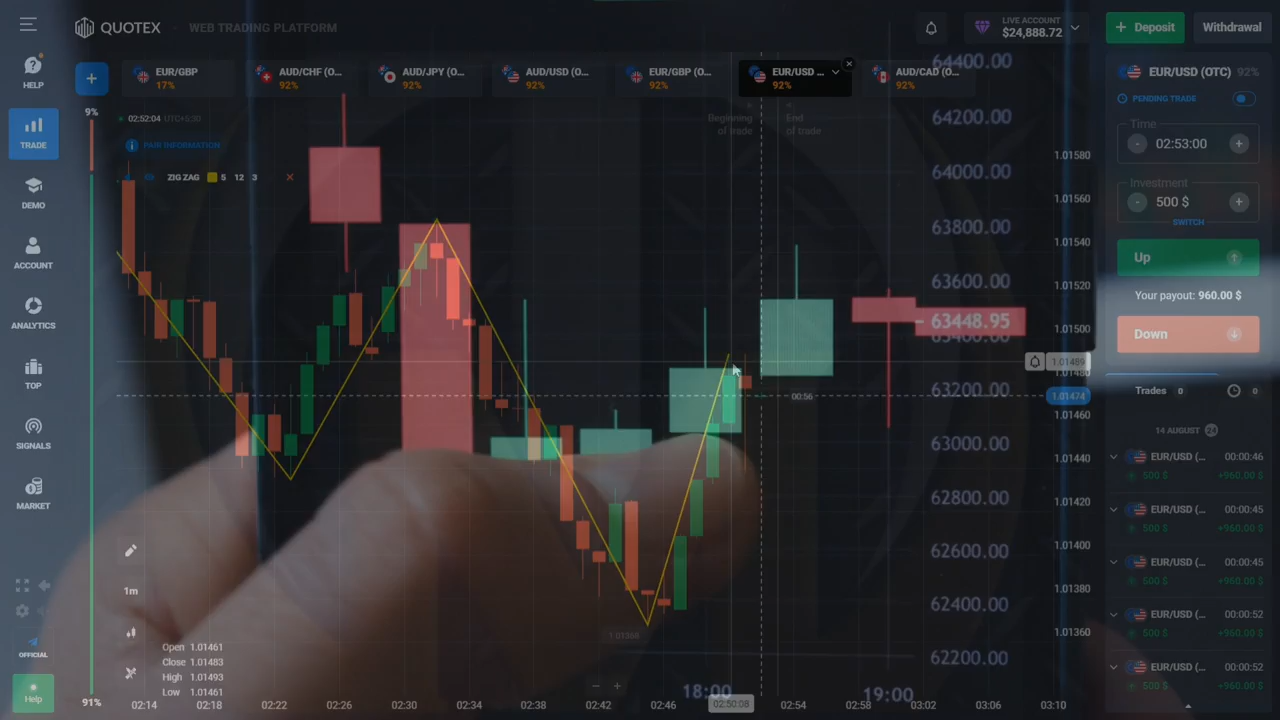 QUOTEX
WEB TRADING PLATFORM
LIVE ACCOUNT
$24,888.72
+ Deposit
Withdrawal
HELP
TRADE
DEMO
ACCOUNT
ANALYTICS
TOP
SIGNALS
MARKET
OFFICIAL
Help
+
EUR/GBP
17%
AUD/CHF (O...
92%
AUD/JPY (O...
92%
AUD/USD (O...
92%
EUR/GBP (O...
92%
EUR/USD ...
92%
AUD/CAD (O...
92%
9%
91%
02:52:04 UTC+5:30
PAIR INFORMATION
ZIG ZAG 5 12 3
Beginning
of trade
End
of trade
00:56
1.01368
1m
Open 1.01461
Close 1.01483
High 1.01493
Low 1.01461
64400.00
64200.00
64000.00
63800.00
63600.00
63448.95
63400.00
63200.00
63000.00
62800.00
62600.00
62400.00
62200.00
1.01580
1.01560
1.01540
1.01520
1.01500
1.01489
1.01480
1.01474
1.01460
1.01440
1.01420
1.01400
1.01380
1.01360
18:00
19:00
02:14
02:18
02:22
02:26
02:30
02:34
02:38
02:42
02:46
02:50:08
02:54
02:58
03:02
03:06
03:10
EUR/USD (OTC) 92%
PENDING TRADE
Time
- 02:53:00 +
Investment
- 500 $ +
SWITCH
Up
Your payout: 960.00 $
Down
Trades 0
0
14 AUGUST 24
EUR/USD (... 00:00:46
500 $ +960.00 $
EUR/USD (... 00:00:45
500 $ +960.00 $
EUR/USD (... 00:00:45
500 $ +960.00 $
EUR/USD (... 00:00:52
500 $ +960.00 $
EUR/USD (... 00:00:52
500 $ +960.00 $